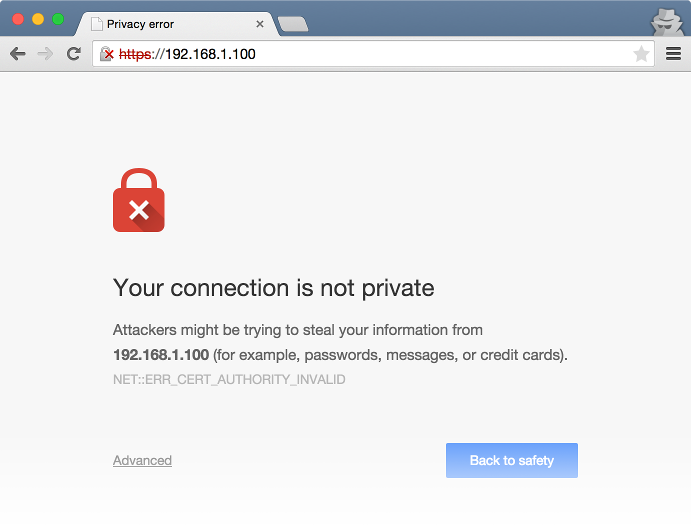 Privacy error
https://192.168.1.100
Your connection is not private
Attackers might be trying to steal your information from
192.168.1.100 (for example, passwords, messages, or credit cards).
NET::ERR_CERT_AUTHORITY_INVALID
Advanced
Back to safety